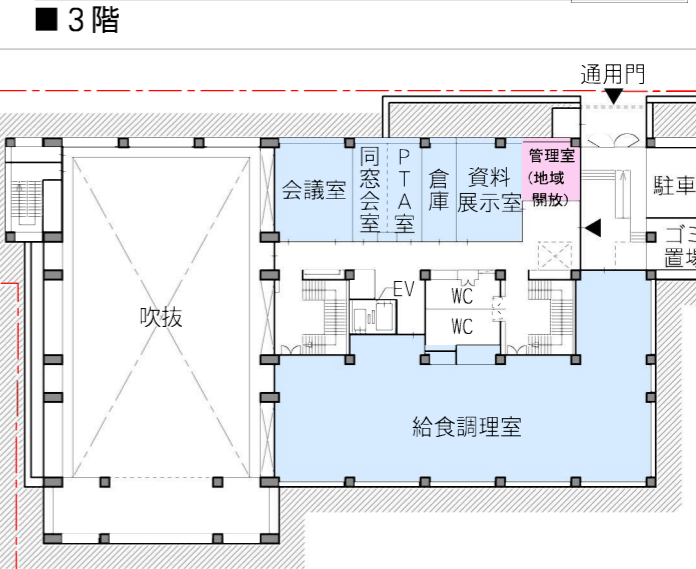 ■３階
通用門
会議室
同窓会室
PTA室
倉庫
資料
展示室
管理室
(地域
開放)
駐車
ゴミ
置場
吹抜
EV
WC
WC
給食調理室